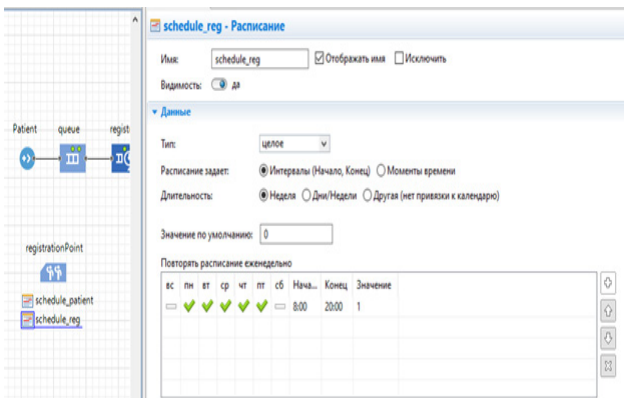 schedule_reg - Расписание
Имя: schedule_reg Отображать имя Исключить
Видимость: да
Данные
Тип: целое
Расписание задает: Интервалы (Начало, Конец) Моменты времени
Длительность: Неделя Дни/Недели Другая (нет привязки к календарю)
Значение по умолчанию: 0
Повторять расписание еженедельно
вс пн вт ср чт пт сб Нача... Конец Значение
8:00 20:00 1
Patient queue regist
registrationPoint
schedule_patient
schedule_reg